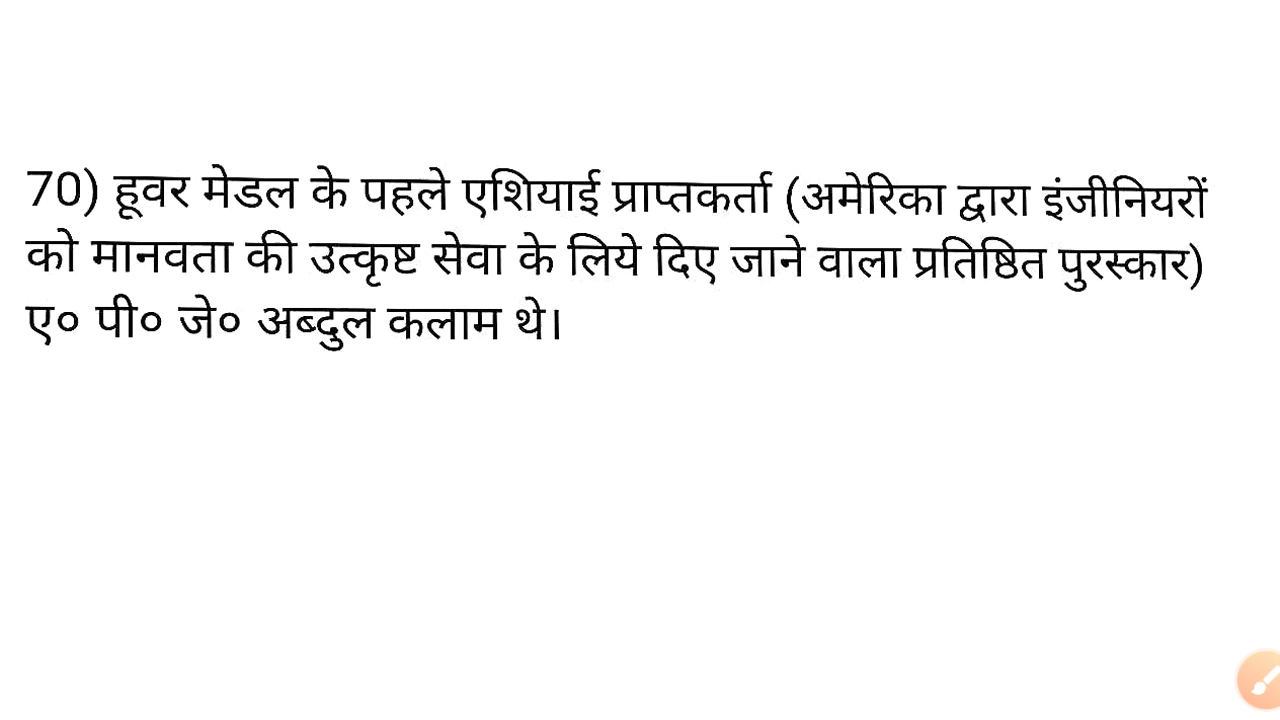 70) हूवर मेडल के पहले एशियाई प्राप्तकर्ता (अमेरिका द्वारा इंजीनियरों
को मानवता की उत्कृष्ट सेवा के लिये दिए जाने वाला प्रतिष्ठित पुरस्कार)
ए० पी० जे० अब्दुल कलाम थे।